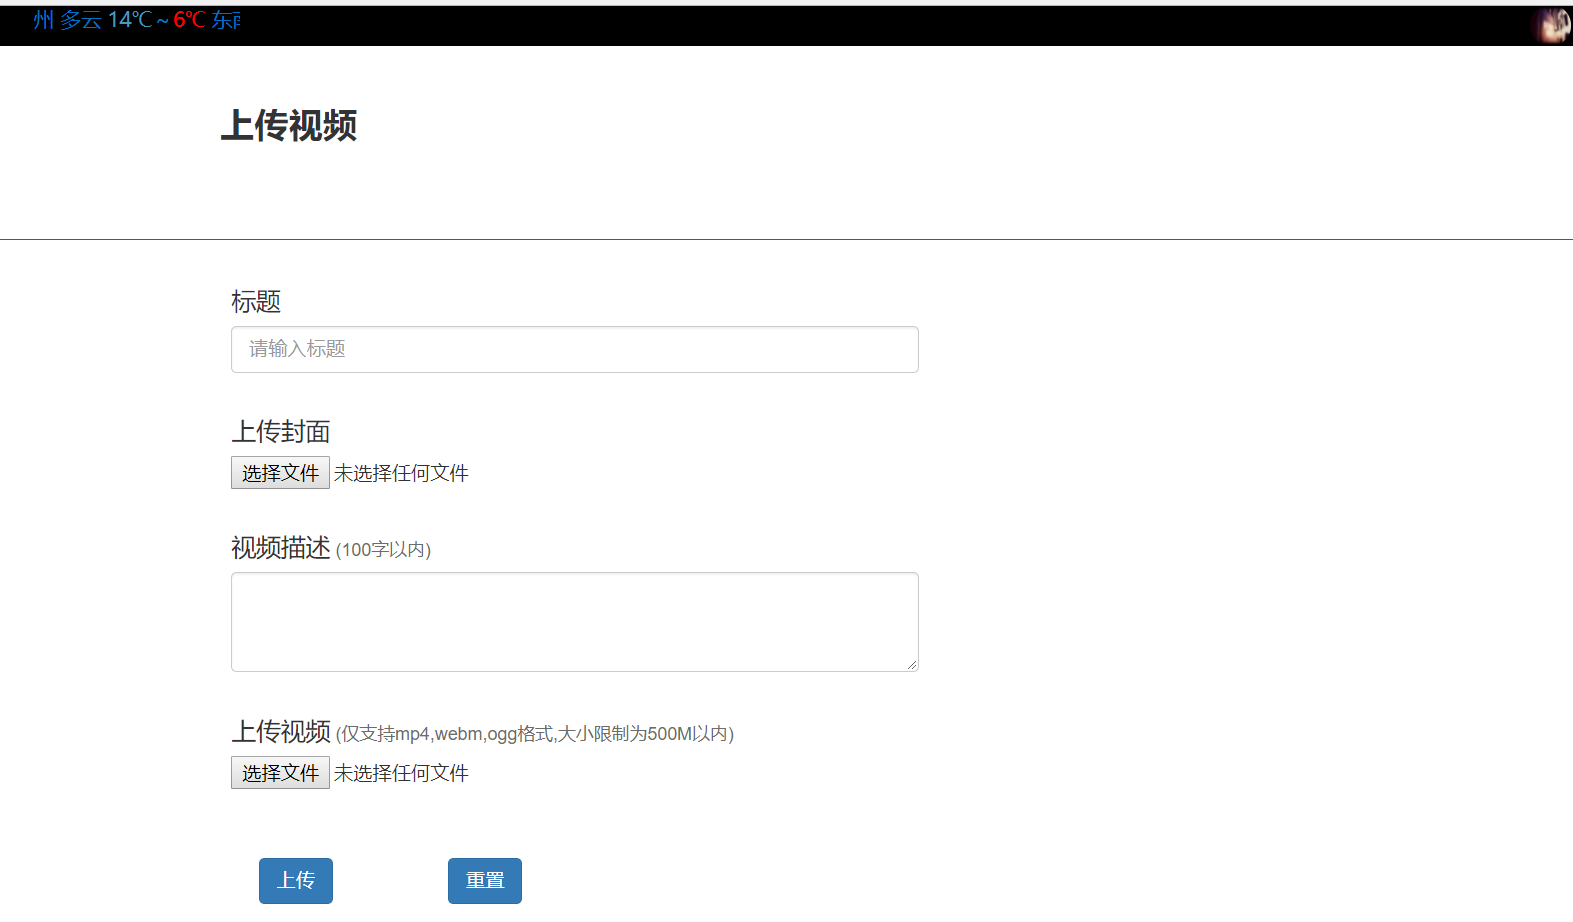 州 多云 14℃ ~ 6℃ 东
上传视频
标题
请输入标题
上传封面
选择文件 未选择任何文件
视频描述 (100字以内)
上传视频 (仅支持mp4,webm,ogg格式,大小限制为500M以内)
选择文件 未选择任何文件
上传 重置